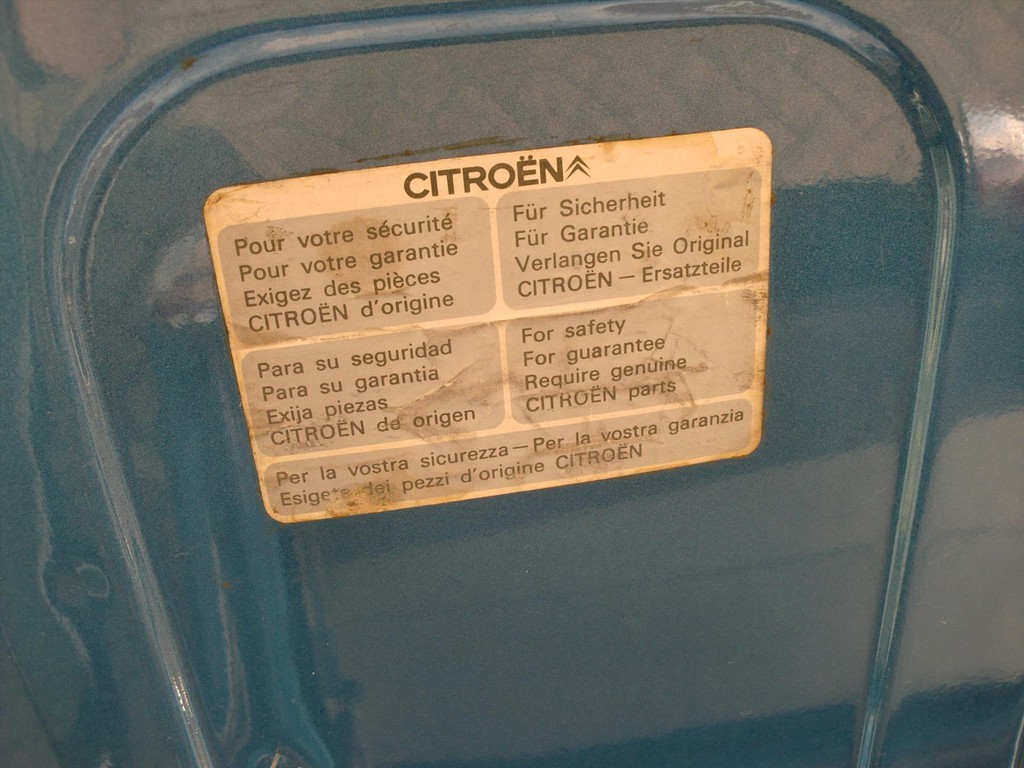 CITROËN
Pour votre sécurité
Pour votre garantie
Exigez des pièces
CITROËN d'origine
Für Sicherheit
Für Garantie
Verlangen Sie Original
CITROËN — Ersatzteile
Para su seguridad
Para su garantia
Exija piezas
CITROËN de origen
For safety
For guarantee
Require genuine
CITROËN parts
Per la vostra sicurezza — Per la vostra garanzia
Esigete dei pezzi d'origine CITROËN